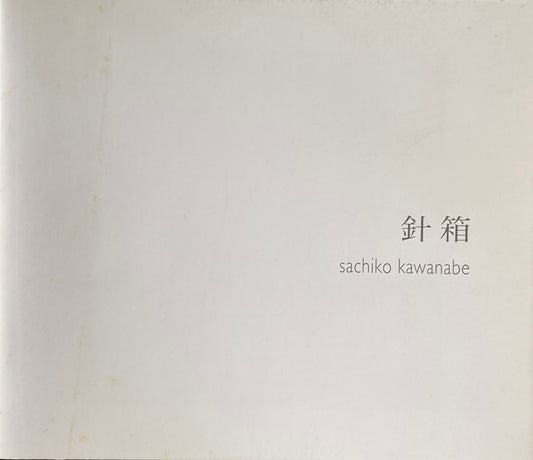 針箱
sachiko kawanabe